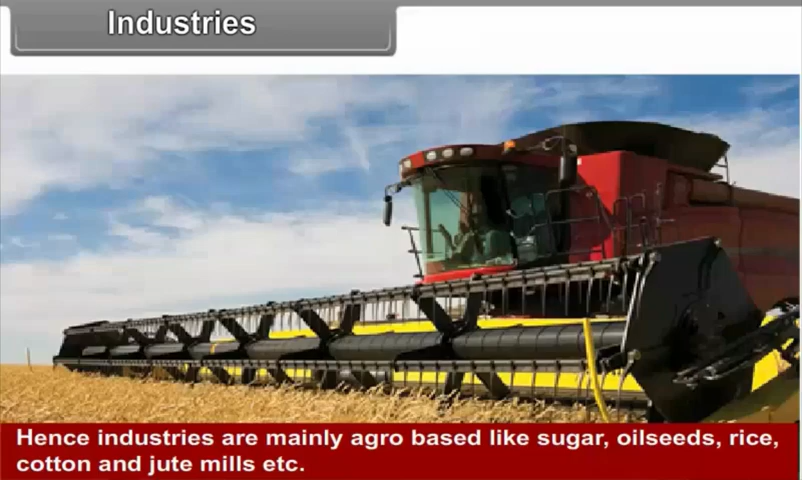 Industries
Hence industries are mainly agro based like sugar, oilseeds, rice,
cotton and jute mills etc.